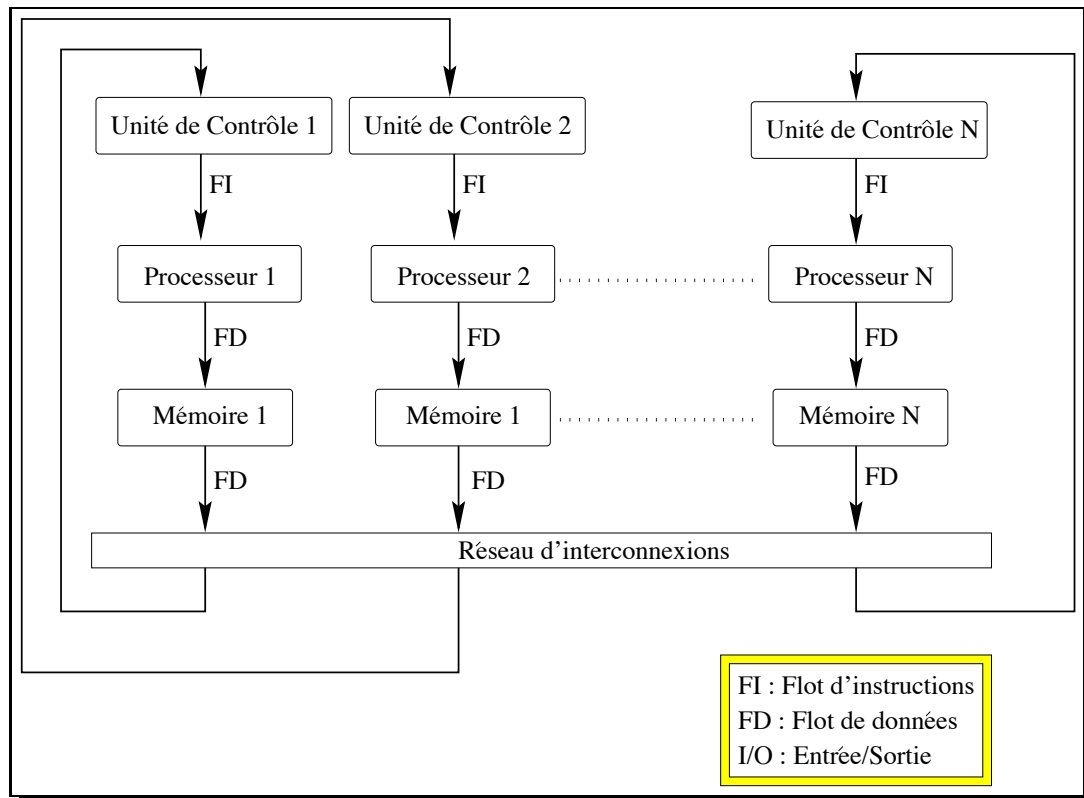 Unité de Contrôle 1
Unité de Contrôle 2
Unité de Contrôle N
FI
FI
FI
Processeur 1
Processeur 2
Processeur N
FD
FD
FD
Mémoire 1
Mémoire 1
Mémoire N
FD
FD
FD
Réseau d'interconnexions
FI : Flot d'instructions
FD : Flot de données
I/O : Entrée/Sortie